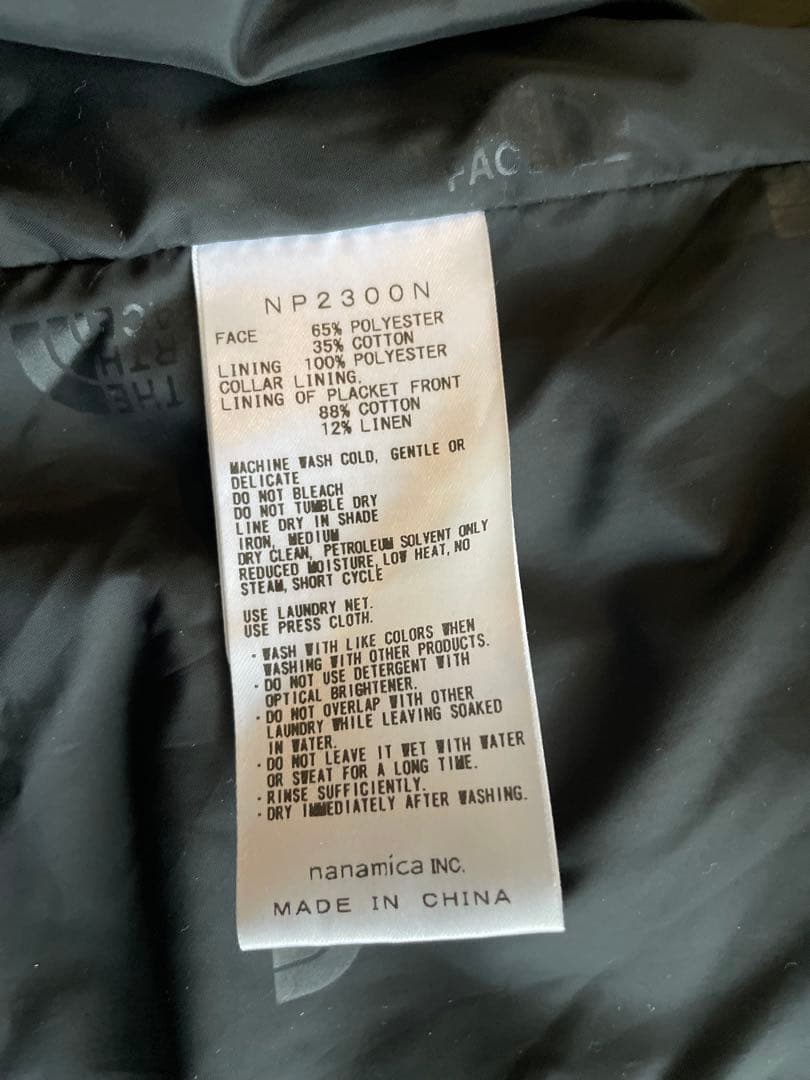 FAC
THE
RTH
ACE
NP2300N
FACE 65% POLYESTER
35% COTTON
LINING 100% POLYESTER
COLLAR LINING,
LINING OF PLACKET FRONT
88% COTTON
12% LINEN
MACHINE WASH COLD, GENTLE OR
DELICATE
DO NOT BLEACH
DO NOT TUMBLE DRY
LINE DRY IN SHADE
IRON, MEDIUM
DRY CLEAN, PETROLEUM SOLVENT ONLY
REDUCED MOISTURE, LOW HEAT, NO
STEAM, SHORT CYCLE
USE LAUNDRY NET.
USE PRESS CLOTH.
・WASH WITH LIKE COLORS WHEN
WASHING WITH OTHER PRODUCTS.
・DO NOT USE DETERGENT WITH
OPTICAL BRIGHTENER.
・DO NOT OVERLAP WITH OTHER
LAUNDRY WHILE LEAVING SOAKED
IN WATER.
・DO NOT LEAVE IT WET WITH WATER
OR SWEAT FOR A LONG TIME.
・RINSE SUFFICIENTLY.
・DRY IMMEDIATELY AFTER WASHING.
nanamica INC.
MADE IN CHINA